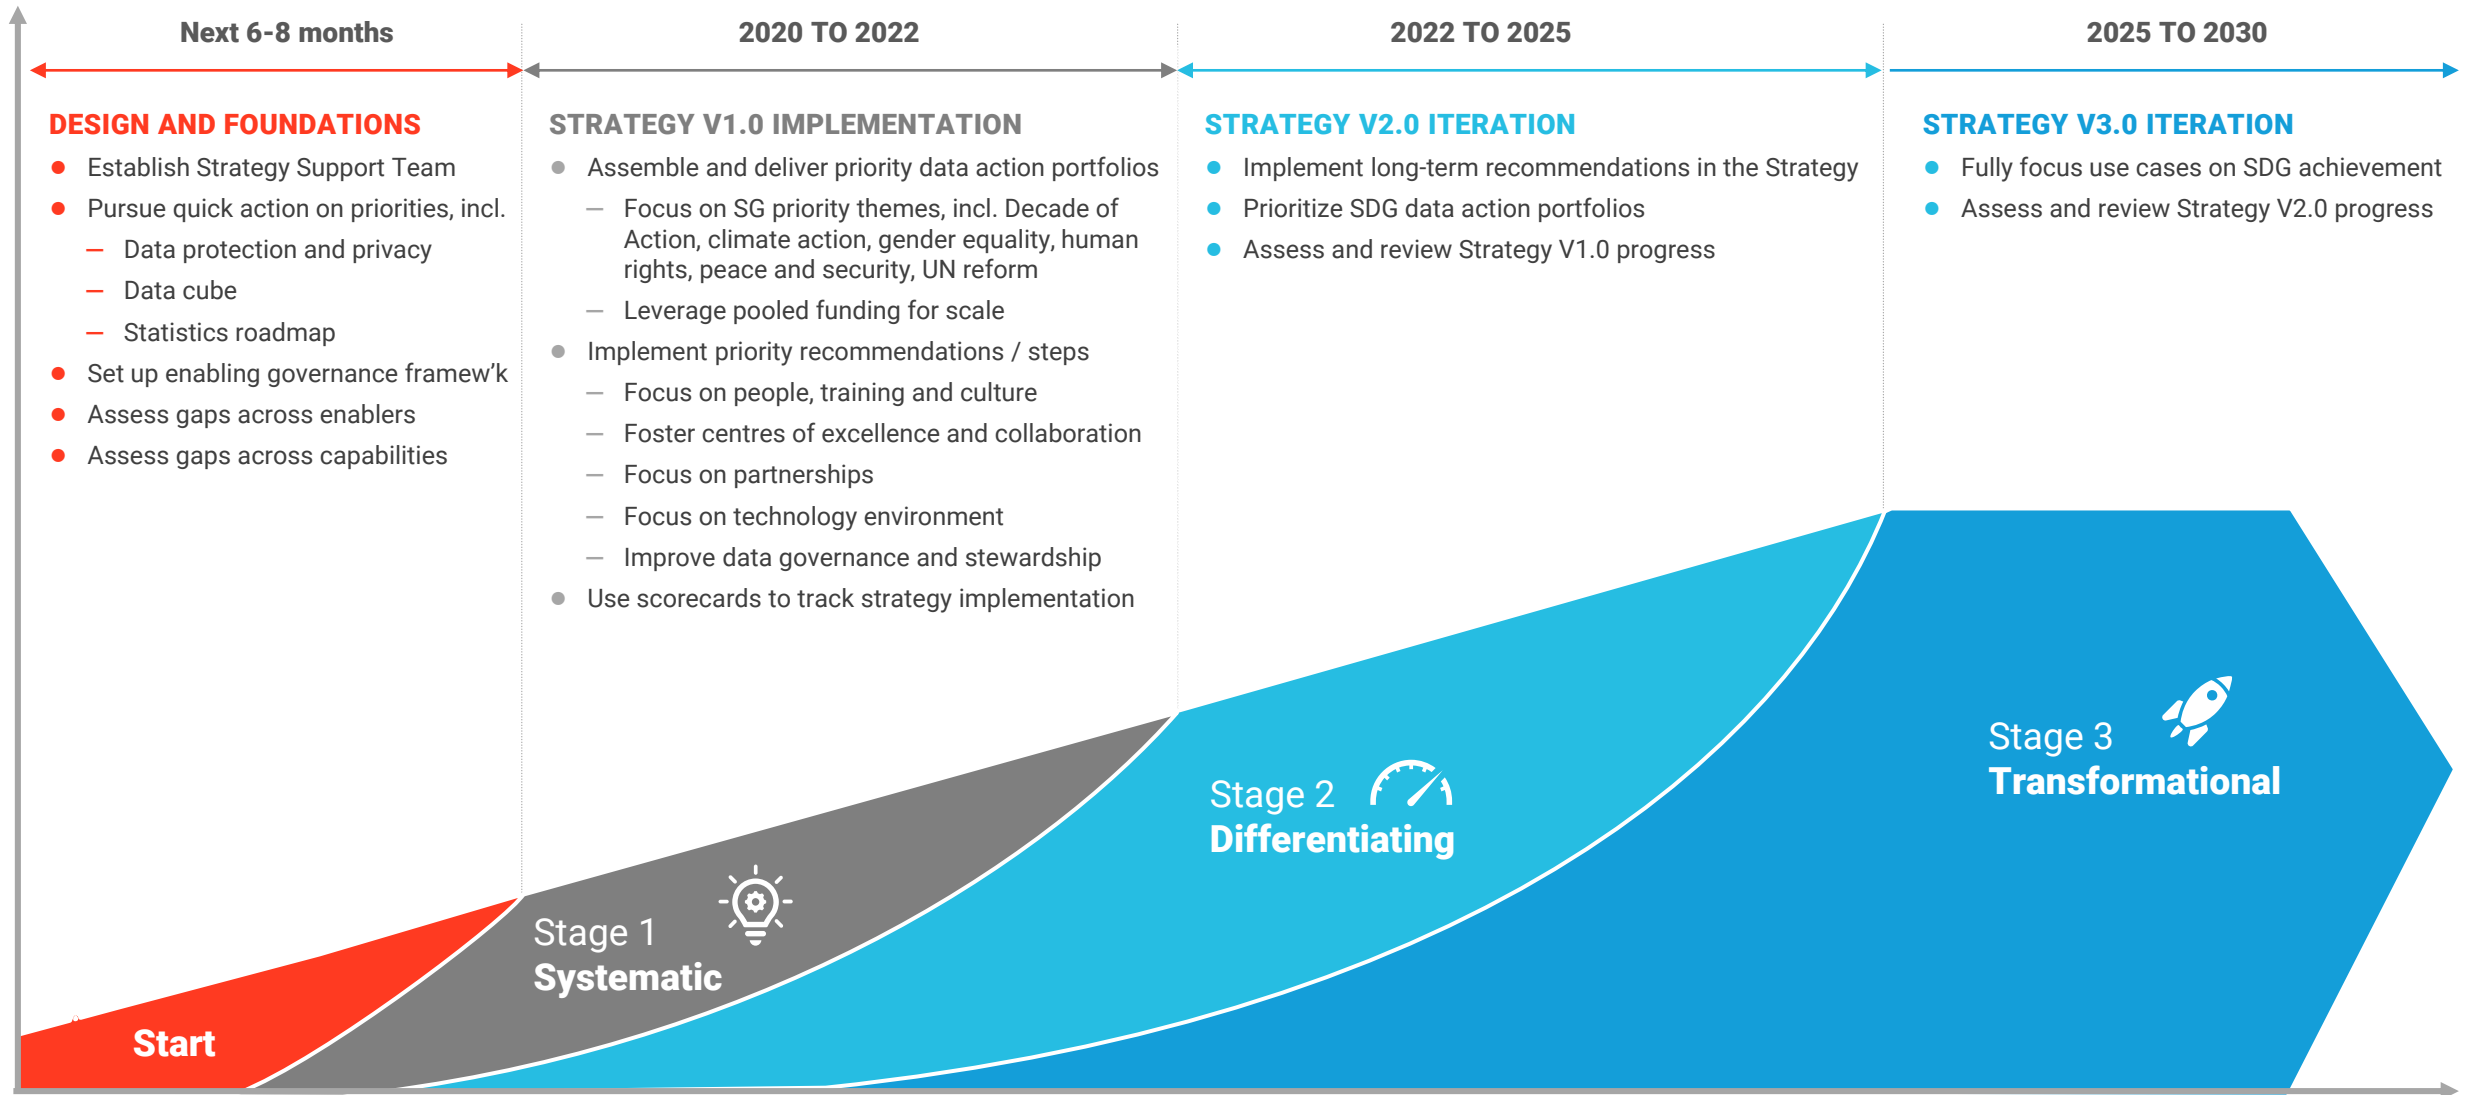 Next 6-8 months
2020 TO 2022
2022 TO 2025
2025 TO 2030
DESIGN AND FOUNDATIONS
Establish Strategy Support Team
Pursue quick action on priorities, incl.
Data protection and privacy
Data cube
Statistics roadmap
Set up enabling governance framew’k
Assess gaps across enablers
Assess gaps across capabilities
STRATEGY V1.0 IMPLEMENTATION
Assemble and deliver priority data action portfolios
Focus on SG priority themes, incl. Decade of
Action, climate action, gender equality, human
rights, peace and security, UN reform
Leverage pooled funding for scale
Implement priority recommendations / steps
Focus on people, training and culture
Foster centres of excellence and collaboration
Focus on partnerships
Focus on technology environment
Improve data governance and stewardship
Use scorecards to track strategy implementation
STRATEGY V2.0 ITERATION
Implement long-term recommendations in the Strategy
Prioritize SDG data action portfolios
Assess and review Strategy V1.0 progress
STRATEGY V3.0 ITERATION
Fully focus use cases on SDG achievement
Assess and review Strategy V2.0 progress
Start
Stage 1
Systematic
Stage 2
Differentiating
Stage 3
Transformational